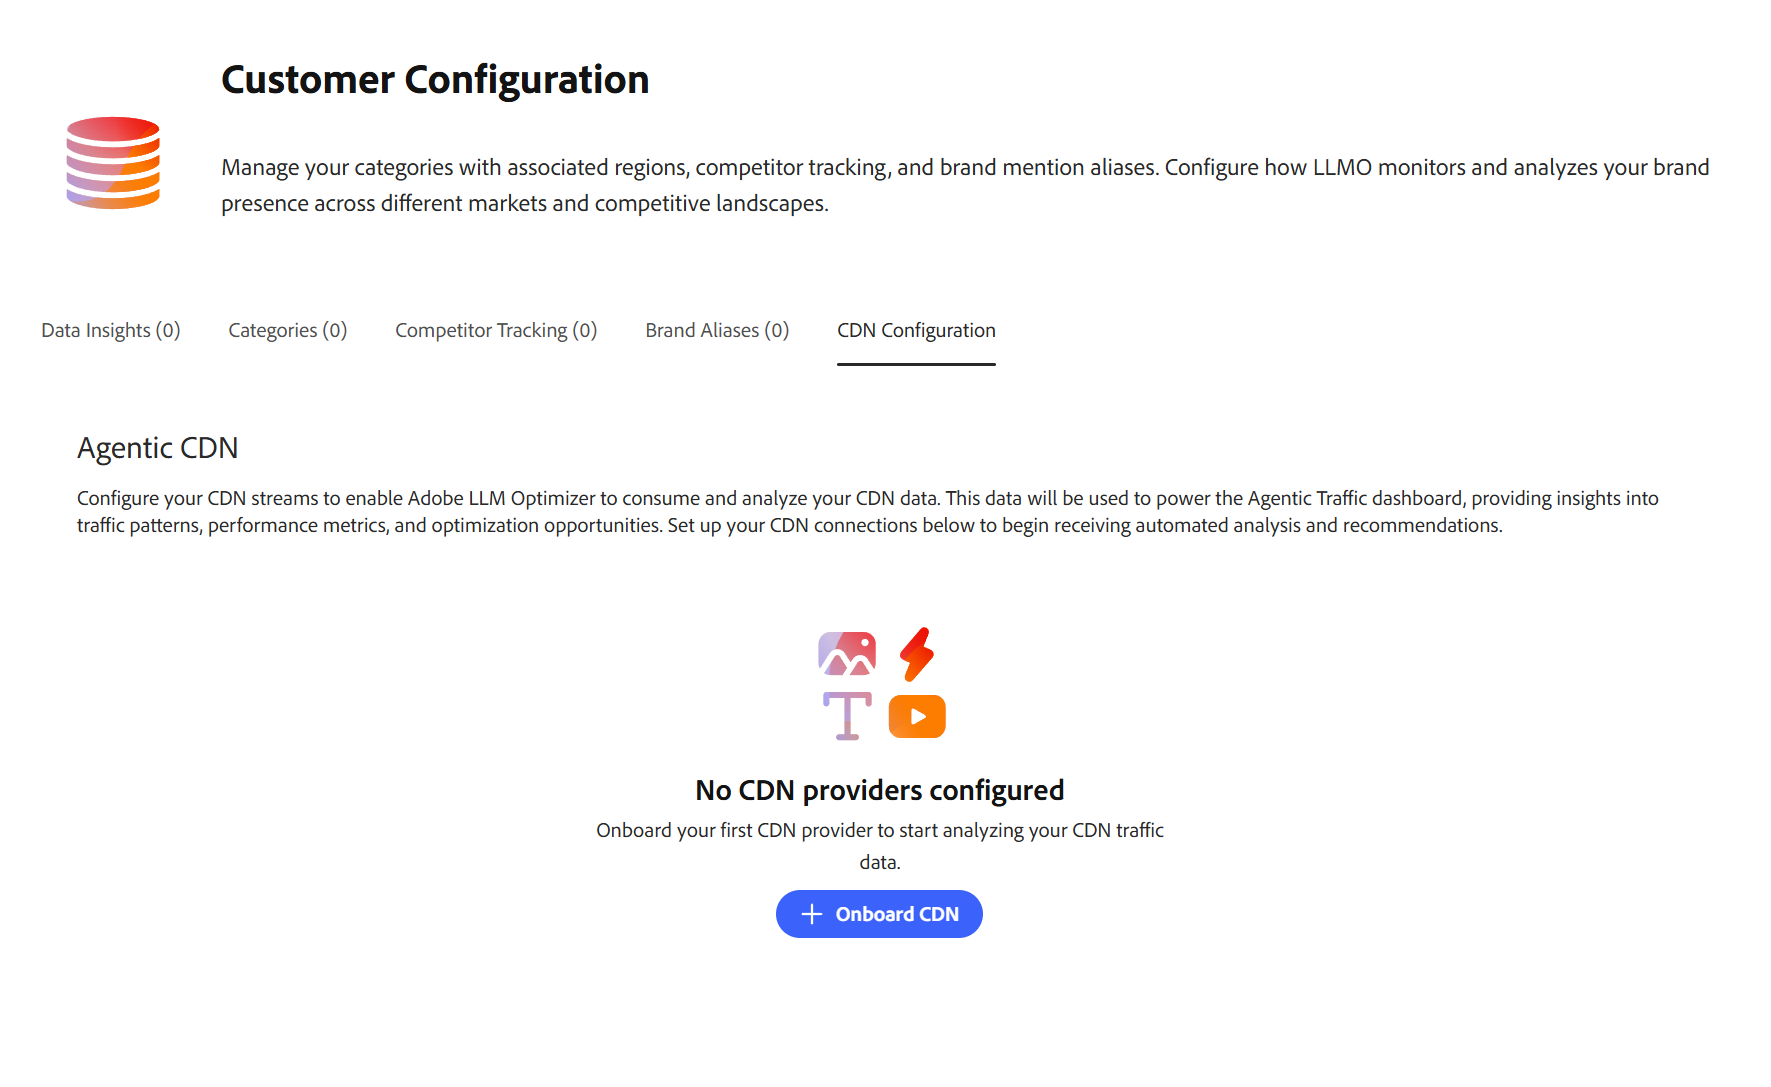 Customer Configuration
Manage your categories with associated regions, competitor tracking, and brand mention aliases. Configure how LLMO monitors and analyzes your brand
presence across different markets and competitive landscapes.
Data Insights (0) Categories (0) Competitor Tracking (0) Brand Aliases (0) CDN Configuration
Agentic CDN
Configure your CDN streams to enable Adobe LLM Optimizer to consume and analyze your CDN data. This data will be used to power the Agentic Traffic dashboard, providing insights into
traffic patterns, performance metrics, and optimization opportunities. Set up your CDN connections below to begin receiving automated analysis and recommendations.
No CDN providers configured
Onboard your first CDN provider to start analyzing your CDN traffic
data.
Onboard CDN